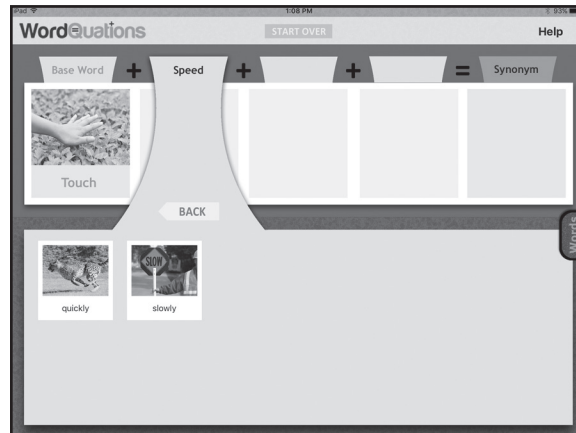 iPad 1:08 PM 93%
WordQuations START OVER Help
Base Word + Speed + + = Synonym
Touch
BACK
Words
SLOW
quickly slowly